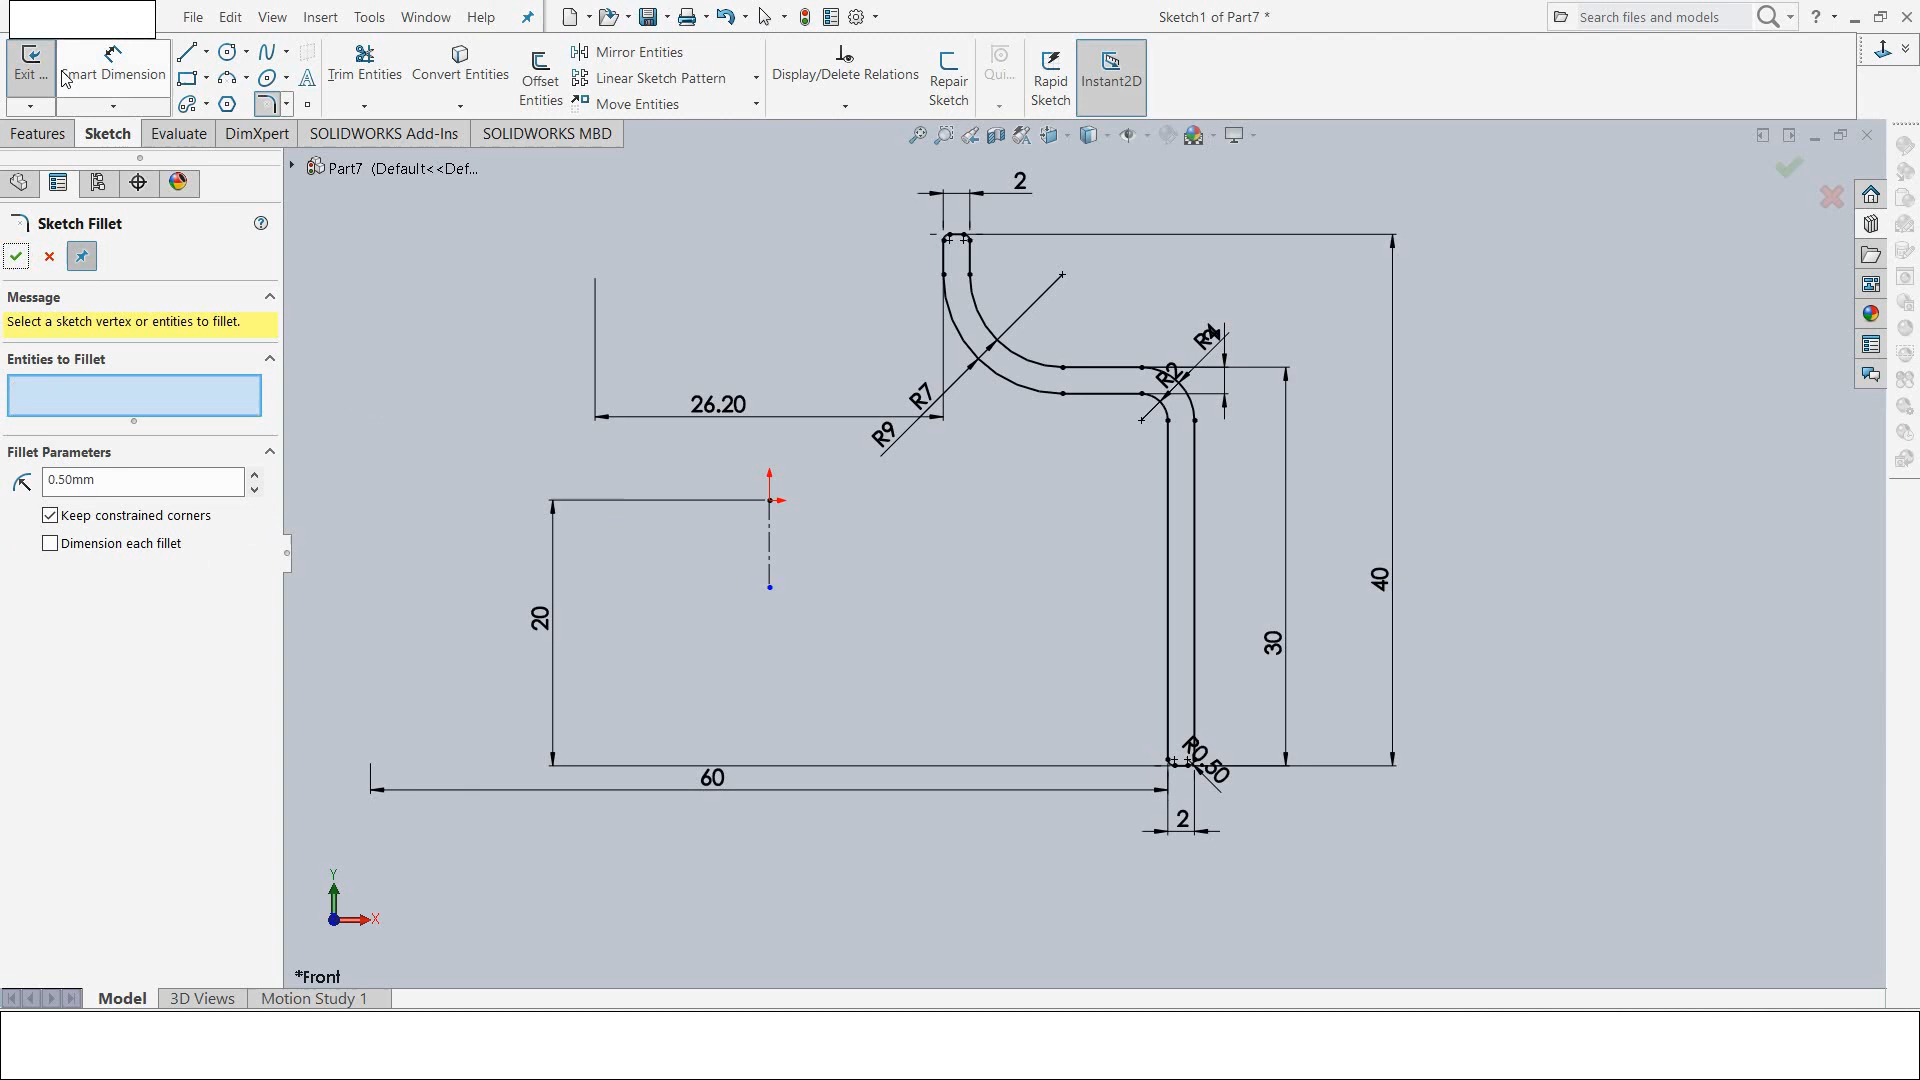 File Edit View Insert Tools Window Help
Sketch1 of Part7 *
Search files and models
?
Exit ...
Smart Dimension
Trim Entities
Convert Entities
Offset
Entities
Mirror Entities
Linear Sketch Pattern
Move Entities
Display/Delete Relations
Repair
Sketch
Qui...
Rapid
Sketch
Instant2D
Features Sketch Evaluate DimXpert SOLIDWORKS Add-Ins SOLIDWORKS MBD
Part7 (Default<<Def...
Sketch Fillet
?
Message
Select a sketch vertex or entities to fillet.
Entities to Fillet
Fillet Parameters
0.50mm
Keep constrained corners
Dimension each fillet
2
R2
R7
26.20
R9
20
40
30
R0.50
60
2
Y
X
*Front
Model 3D Views Motion Study 1